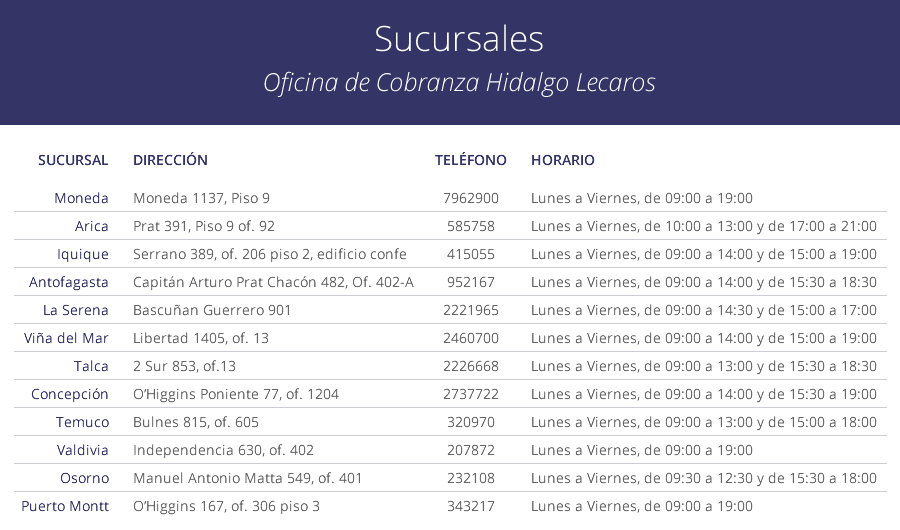 Sucursales
Oficina de Cobranza Hidalgo Lecaros
SUCURSAL DIRECCIÓN TELÉFONO HORARIO
Moneda Moneda 1137, Piso 9 7962900 Lunes a Viernes, de 09:00 a 19:00
Arica Prat 391, Piso 9 of. 92 585758 Lunes a Viernes, de 10:00 a 13:00 y de 17:00 a 21:00
Iquique Serrano 389, of. 206 piso 2, edificio confe 415055 Lunes a Viernes, de 09:00 a 14:00 y de 15:00 a 19:00
Antofagasta Capitán Arturo Prat Chacón 482, Of. 402-A 952167 Lunes a Viernes, de 09:00 a 14:00 y de 15:30 a 18:30
La Serena Bascuñan Guerrero 901 2221965 Lunes a Viernes, de 09:00 a 14:30 y de 15:00 a 17:00
Viña del Mar Libertad 1405, of. 13 2460700 Lunes a Viernes, de 09:00 a 14:00 y de 15:00 a 19:00
Talca 2 Sur 853, of.13 2226668 Lunes a Viernes, de 09:00 a 13:00 y de 15:30 a 18:30
Concepción O’Higgins Poniente 77, of. 1204 2737722 Lunes a Viernes, de 09:00 a 14:00 y de 15:00 a 19:00
Temuco Bulnes 815, of. 605 320970 Lunes a Viernes, de 09:00 a 13:00 y de 15:00 a 18:00
Valdivia Independencia 630, of. 402 207872 Lunes a Viernes, de 09:00 a 19:00
Osorno Manuel Antonio Matta 549, of. 401 232108 Lunes a Viernes, de 09:30 a 12:30 y de 15:30 a 18:00
Puerto Montt O’Higgins 167, of. 306 piso 3 343217 Lunes a Viernes, de 09:00 a 19:00